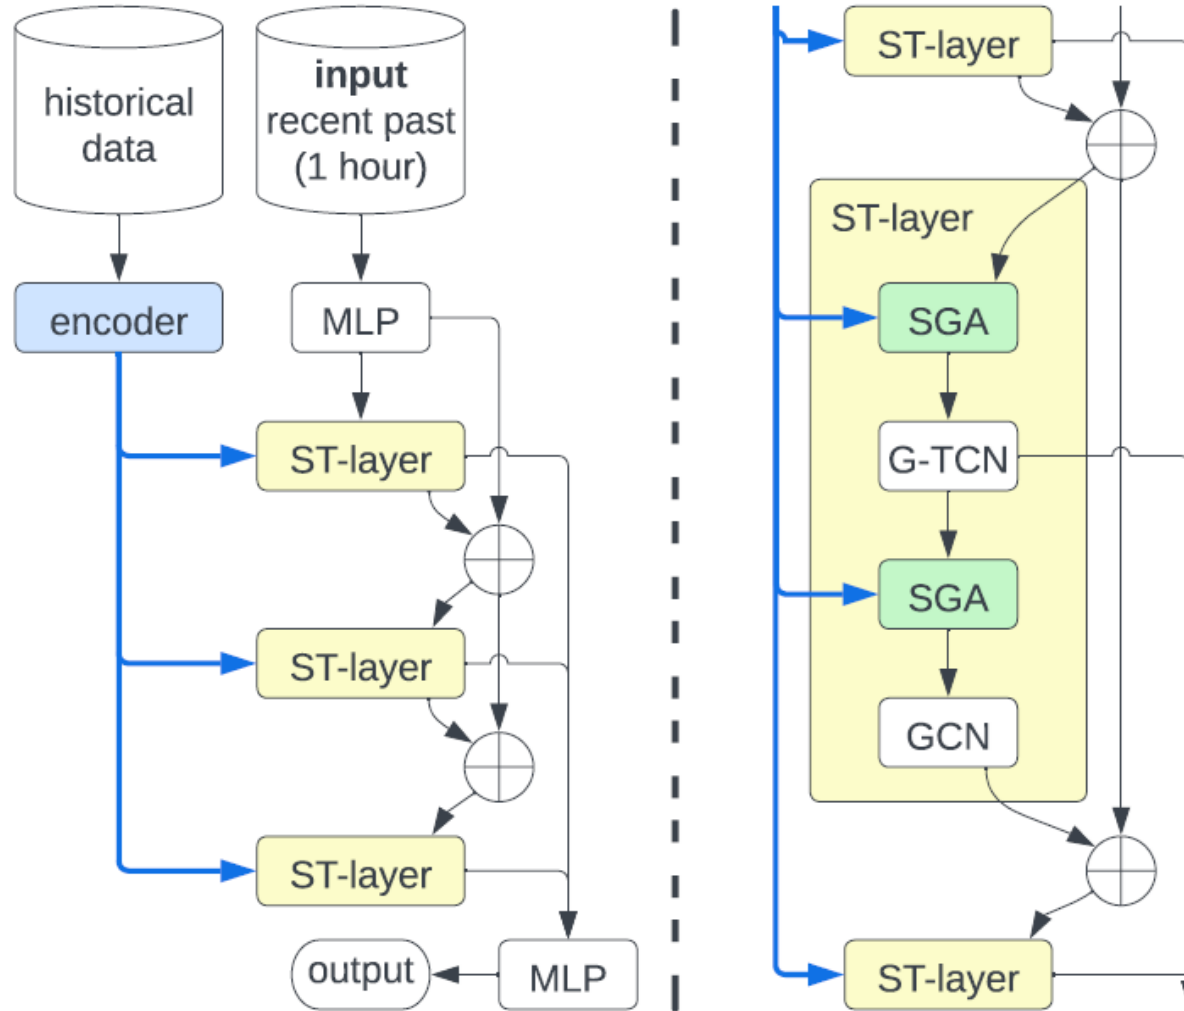 historical
data
input
recent past
(1 hour)
encoder
MLP
ST-layer
ST-layer
ST-layer
output
MLP
ST-layer
ST-layer
SGA
G-TCN
SGA
GCN
ST-layer